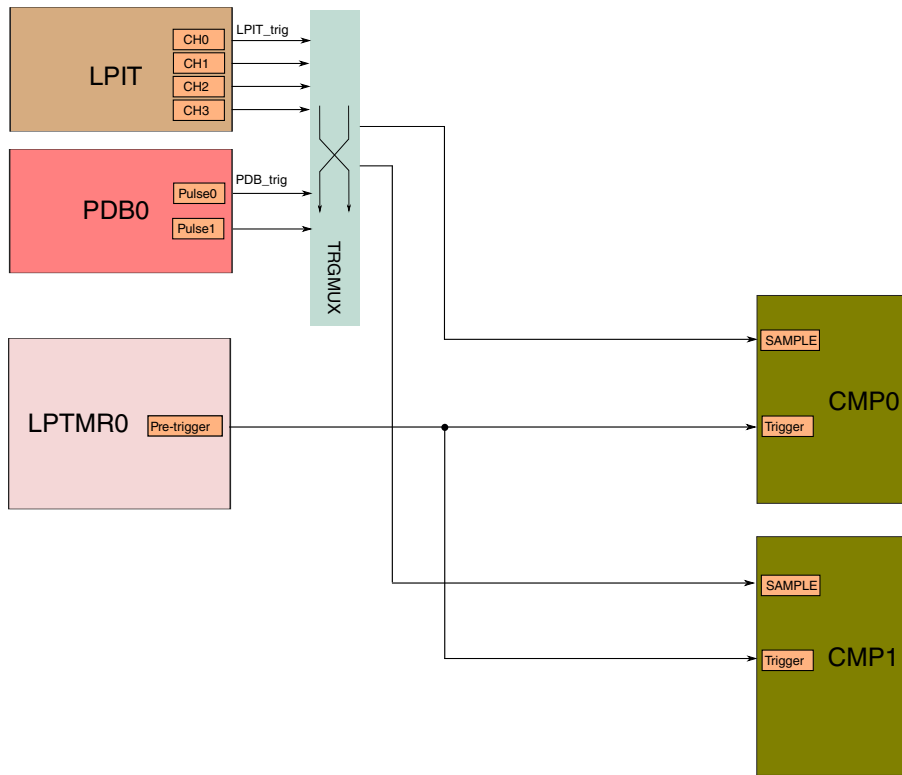 LPIT
CH0
CH1
CH2
CH3
LPIT_trig
PDB0
Pulse0
Pulse1
PDB_trig
TRGMUX
LPTMR0
Pre-trigger
SAMPLE
CMP0
Trigger
SAMPLE
CMP1
Trigger